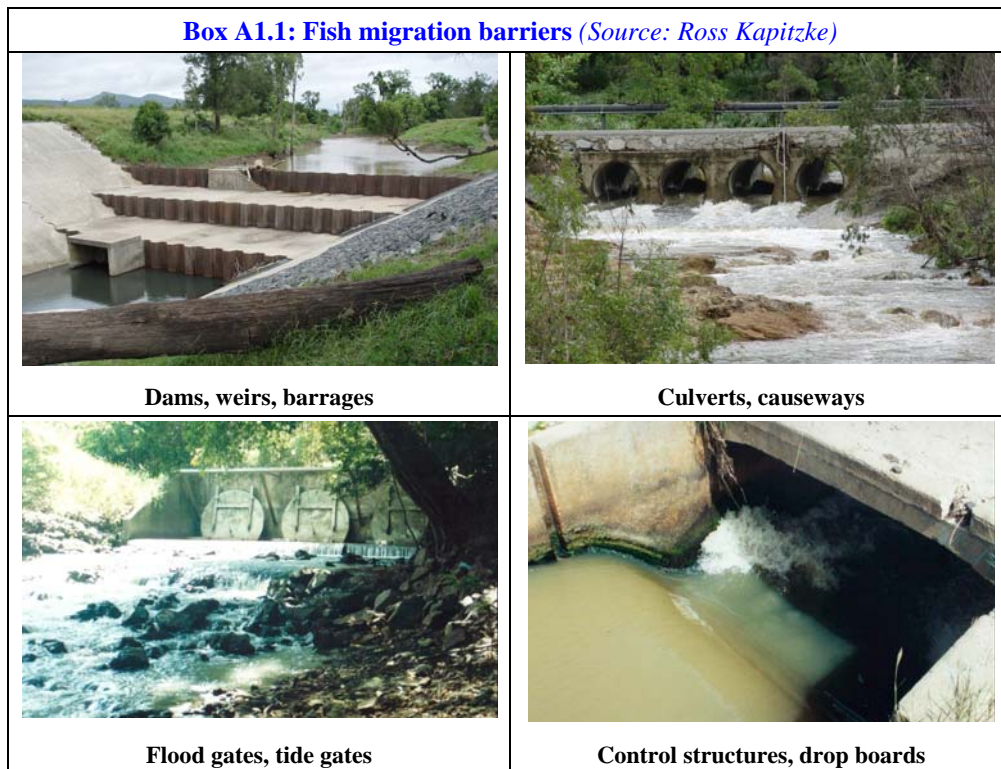 Box A1.1: Fish migration barriers (Source: Ross Kapitzke)
Dams, weirs, barrages
Culverts, causeways
Flood gates, tide gates
Control structures, drop boards